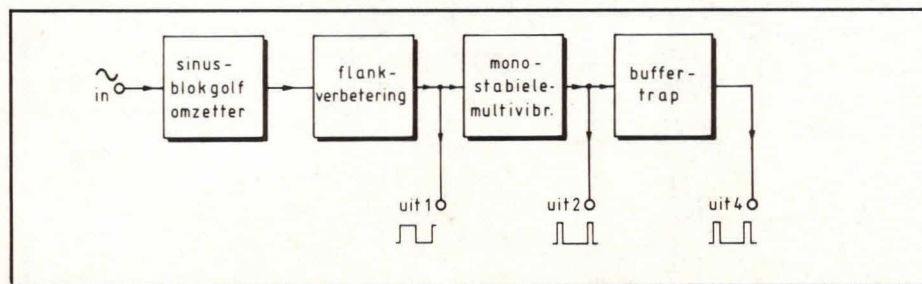 in
sinus-
blokgolf
omzetter
flank-
verbetering
mono-
stabiele-
multivibr.
buffer-
trap
uit 1
uit 2
uit 4